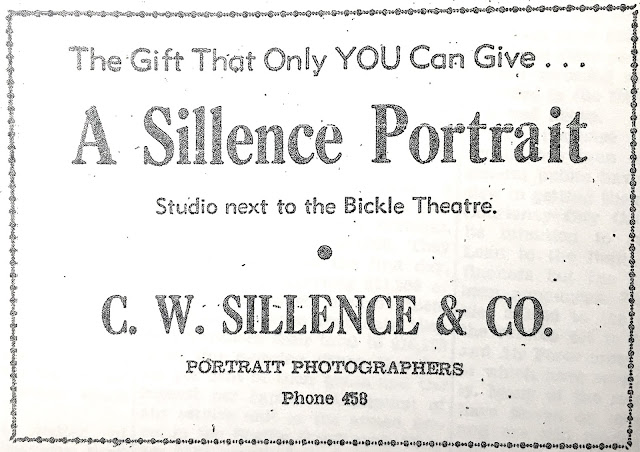 The Gift That Only YOU Can Give . . .
A Sillence Portrait
Studio next to the Bickle Theatre.
C. W. SILLENCE & CO.
PORTRAIT PHOTOGRAPHERS
Phone 458